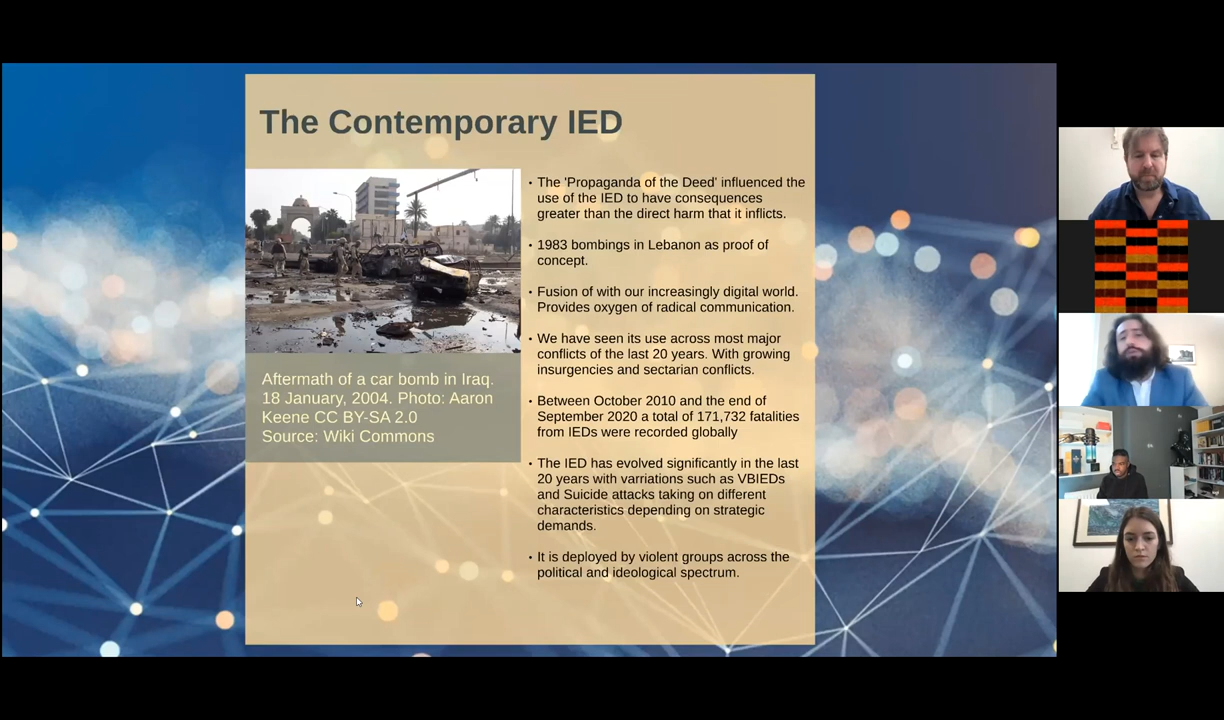 The Contemporary IED
Aftermath of a car bomb in Iraq.
18 January, 2004. Photo: Aaron
Keene CC BY-SA 2.0
Source: Wiki Commons
• The 'Propaganda of the Deed' influenced the
use of the IED to have consequences
greater than the direct harm that it inflicts.
• 1983 bombings in Lebanon as proof of
concept.
• Fusion of with our increasingly digital world.
Provides oxygen of radical communication.
• We have seen its use across most major
conflicts of the last 20 years. With growing
insurgencies and sectarian conflicts.
• Between October 2010 and the end of
September 2020 a total of 171,732 fatalities
from IEDs were recorded globally
• The IED has evolved significantly in the last
20 years with varriations such as VBIEDs
and Suicide attacks taking on different
characteristics depending on strategic
demands.
• It is deployed by violent groups across the
political and ideological spectrum.